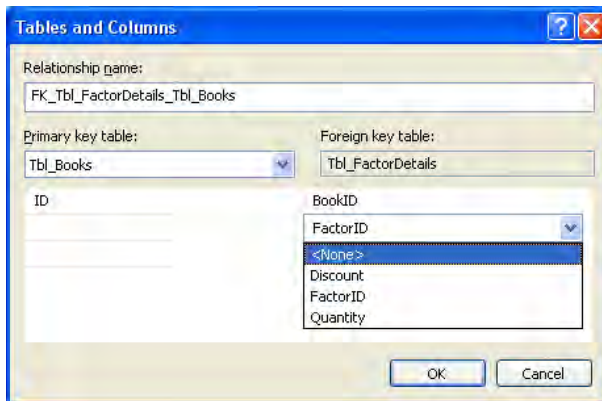 Tables and Columns
Relationship name:
FK_Tbl_FactorDetails_Tbl_Books
Primary key table:
Foreign key table:
Tbl_Books
Tbl_FactorDetails
ID
BookID
FactorID
<None>
Discount
FactorID
Quantity
OK
Cancel